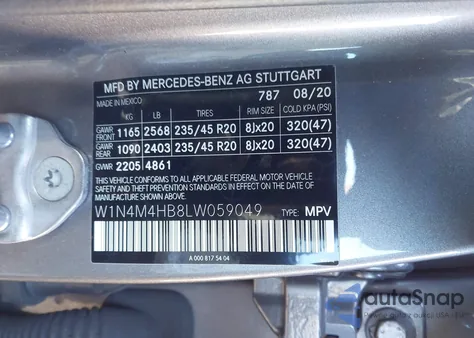 MFD BY MERCEDES-BENZ AG STUTTGART
MADE IN MEXICO 787 08/20
KG LB TIRES RIM SIZE COLD KPA (PSI)
GAWR FRONT 1165 2568 235/45 R20 8Jx20 320(47)
GAWR REAR 1090 2403 235/45 R20 8Jx20 320(47)
GVWR 2205 4861
THIS VEHICLE CONFORMS TO ALL APPLICABLE FEDERAL MOTOR VEHICLE
SAFETY AND THEFT PREVENTION STANDARDS IN EFFECT ON THE DATE OF
MANUFACTURE SHOWN ABOVE.
W1N4M4HB8LW059049 TYPE: MPV
A 000 817 54 04
autoSnap